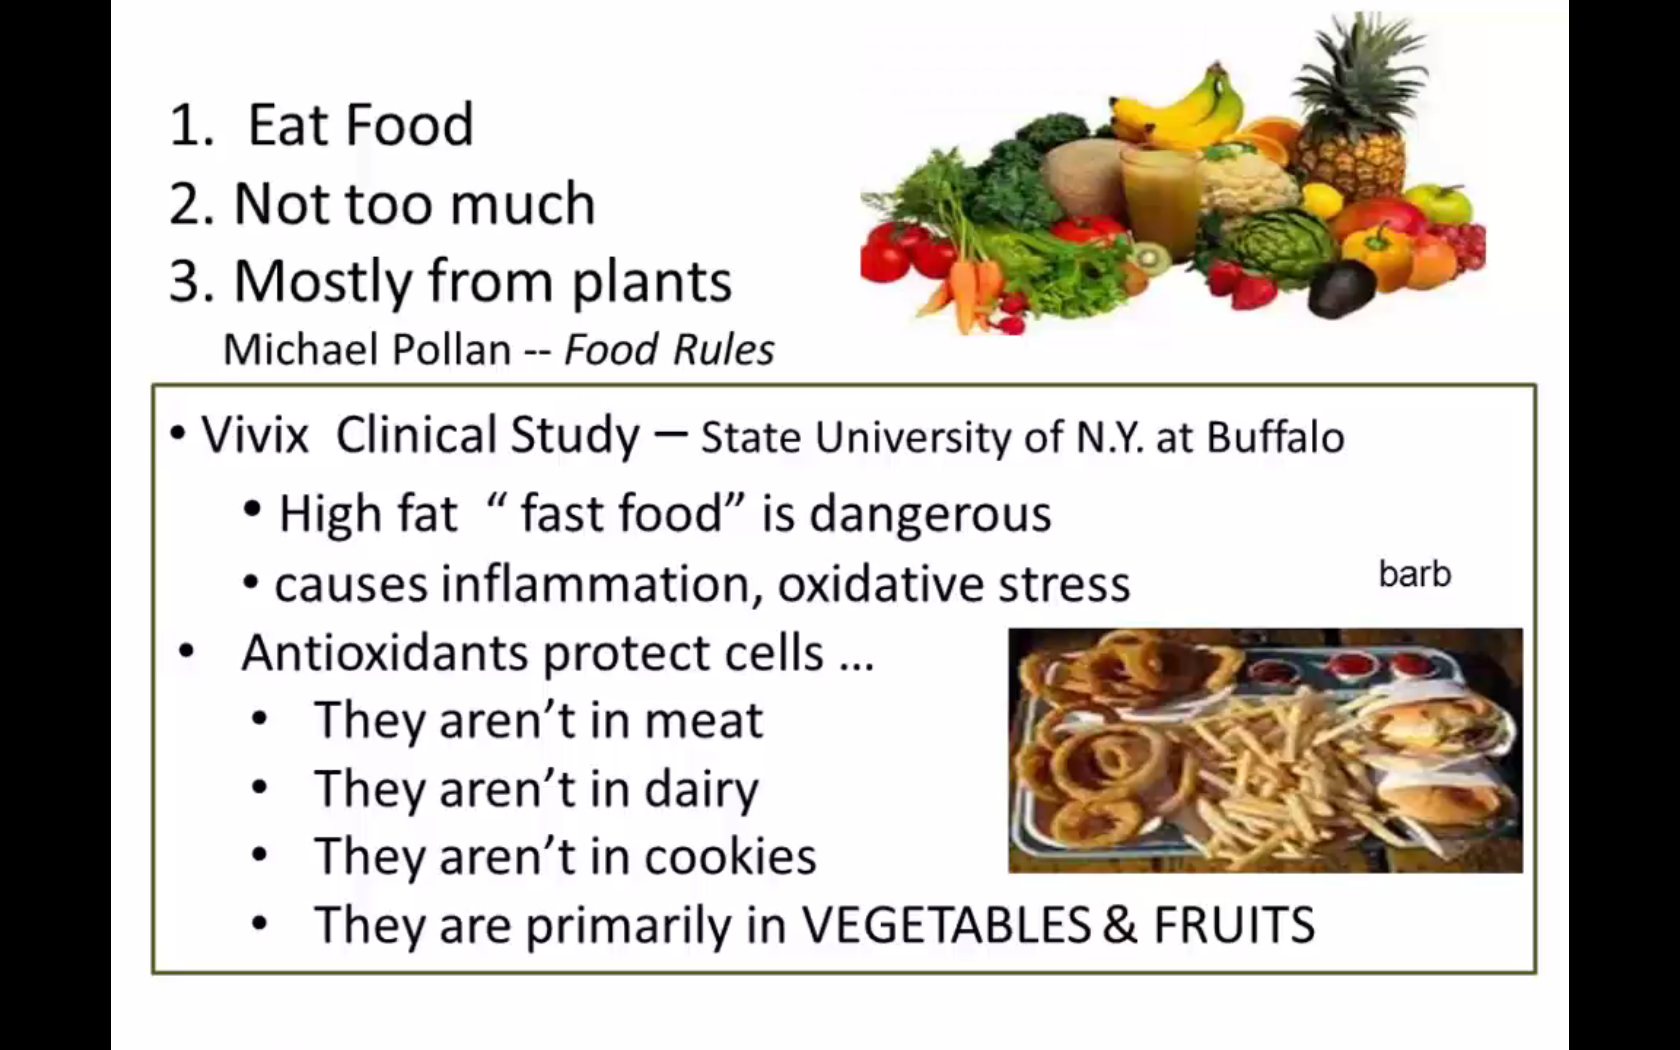 1. Eat Food
2. Not too much
3. Mostly from plants
Michael Pollan -- Food Rules
• Vivix Clinical Study – State University of N.Y. at Buffalo
• High fat “ fast food” is dangerous
• causes inflammation, oxidative stress
barb
• Antioxidants protect cells ...
• They aren’t in meat
• They aren’t in dairy
• They aren’t in cookies
• They are primarily in VEGETABLES & FRUITS